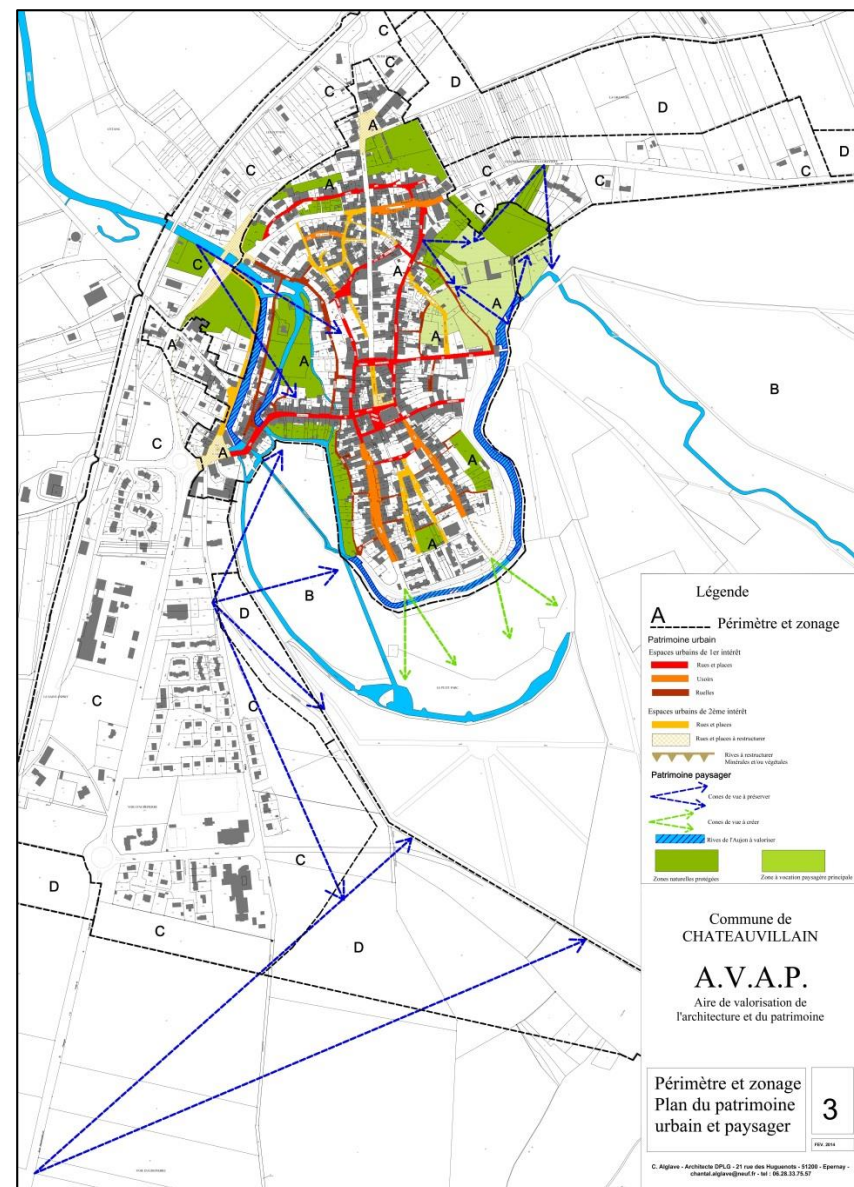 C
C
D
C
D
C
D
C
C
C
A
A
C
C
A
A
B
A
A
A
C
A
A
A
B
D
C
C
C
D
C
D
Légende
A Périmètre et zonage
Patrimoine urbain
Espaces urbains de 1er intérêt
Rues et places
Usoirs
Ruelles
Espaces urbains de 2ème intérêt
Rues et places
Rues et places à restructurer
Rives à restructurer
Minérales et/ou végétales
Patrimoine paysager
Cones de vue à préserver
Cones de vue à créer
Rives de l'Aujon à valoriser
Zones naturelles protégées
Zone à vocation paysagère principale
Commune de
CHATEAUVILLAIN
A.V.A.P.
Aire de valorisation de
l'architecture et du patrimoine
Périmètre et zonage
Plan du patrimoine
urbain et paysager
3
FEV. 2014
C. Alglave - Architecte DPLG - 21 rue des Huguenots - 51200 - Epernay -
chantal.alglave@neuf.fr - tel : 06.28.33.75.57